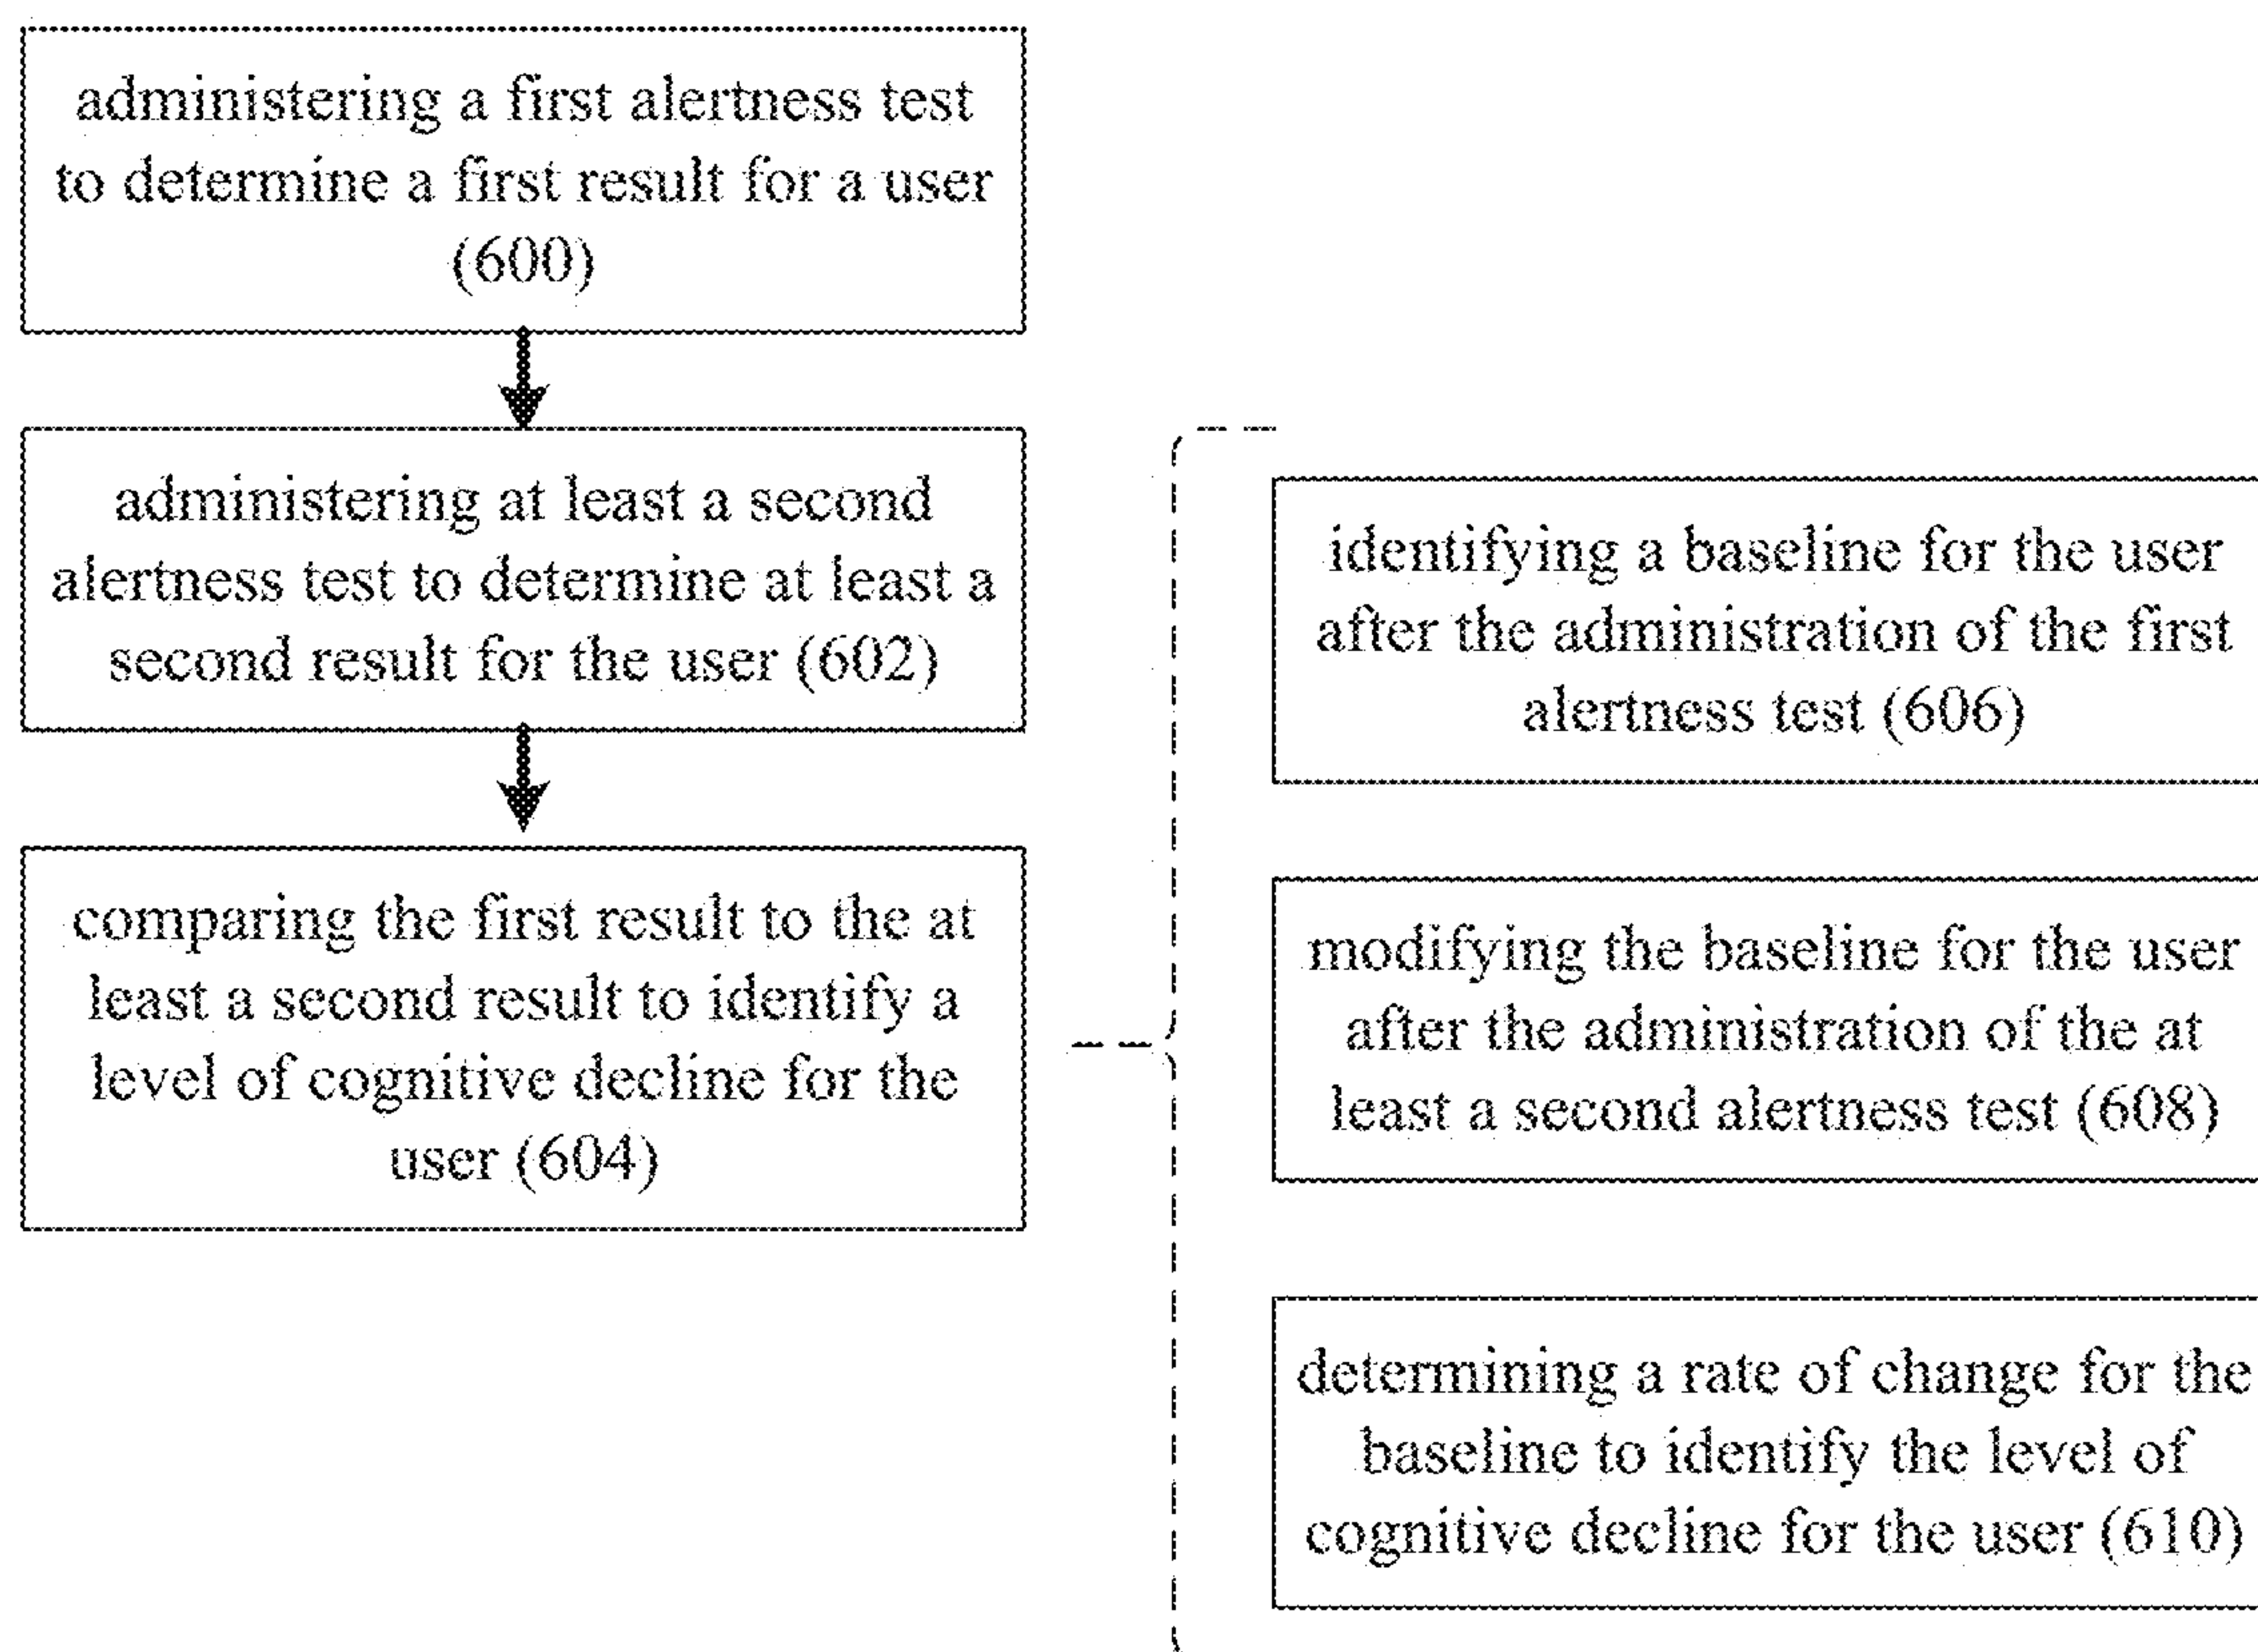 administering a first alertness test
to determine a first result for a user
(600)
administering at least a second
alertness test to determine at least a
second result for the user (602)
comparing the first result to the at
least a second result to identify a
level of cognitive decline for the
user (604)
identifying a baseline for the user
after the administration of the first
alertness test (606)
modifying the baseline for the user
after the administration of the at
least a second alertness test (608)
determining a rate of change for the
baseline to identify the level of
cognitive decline for the user (610)